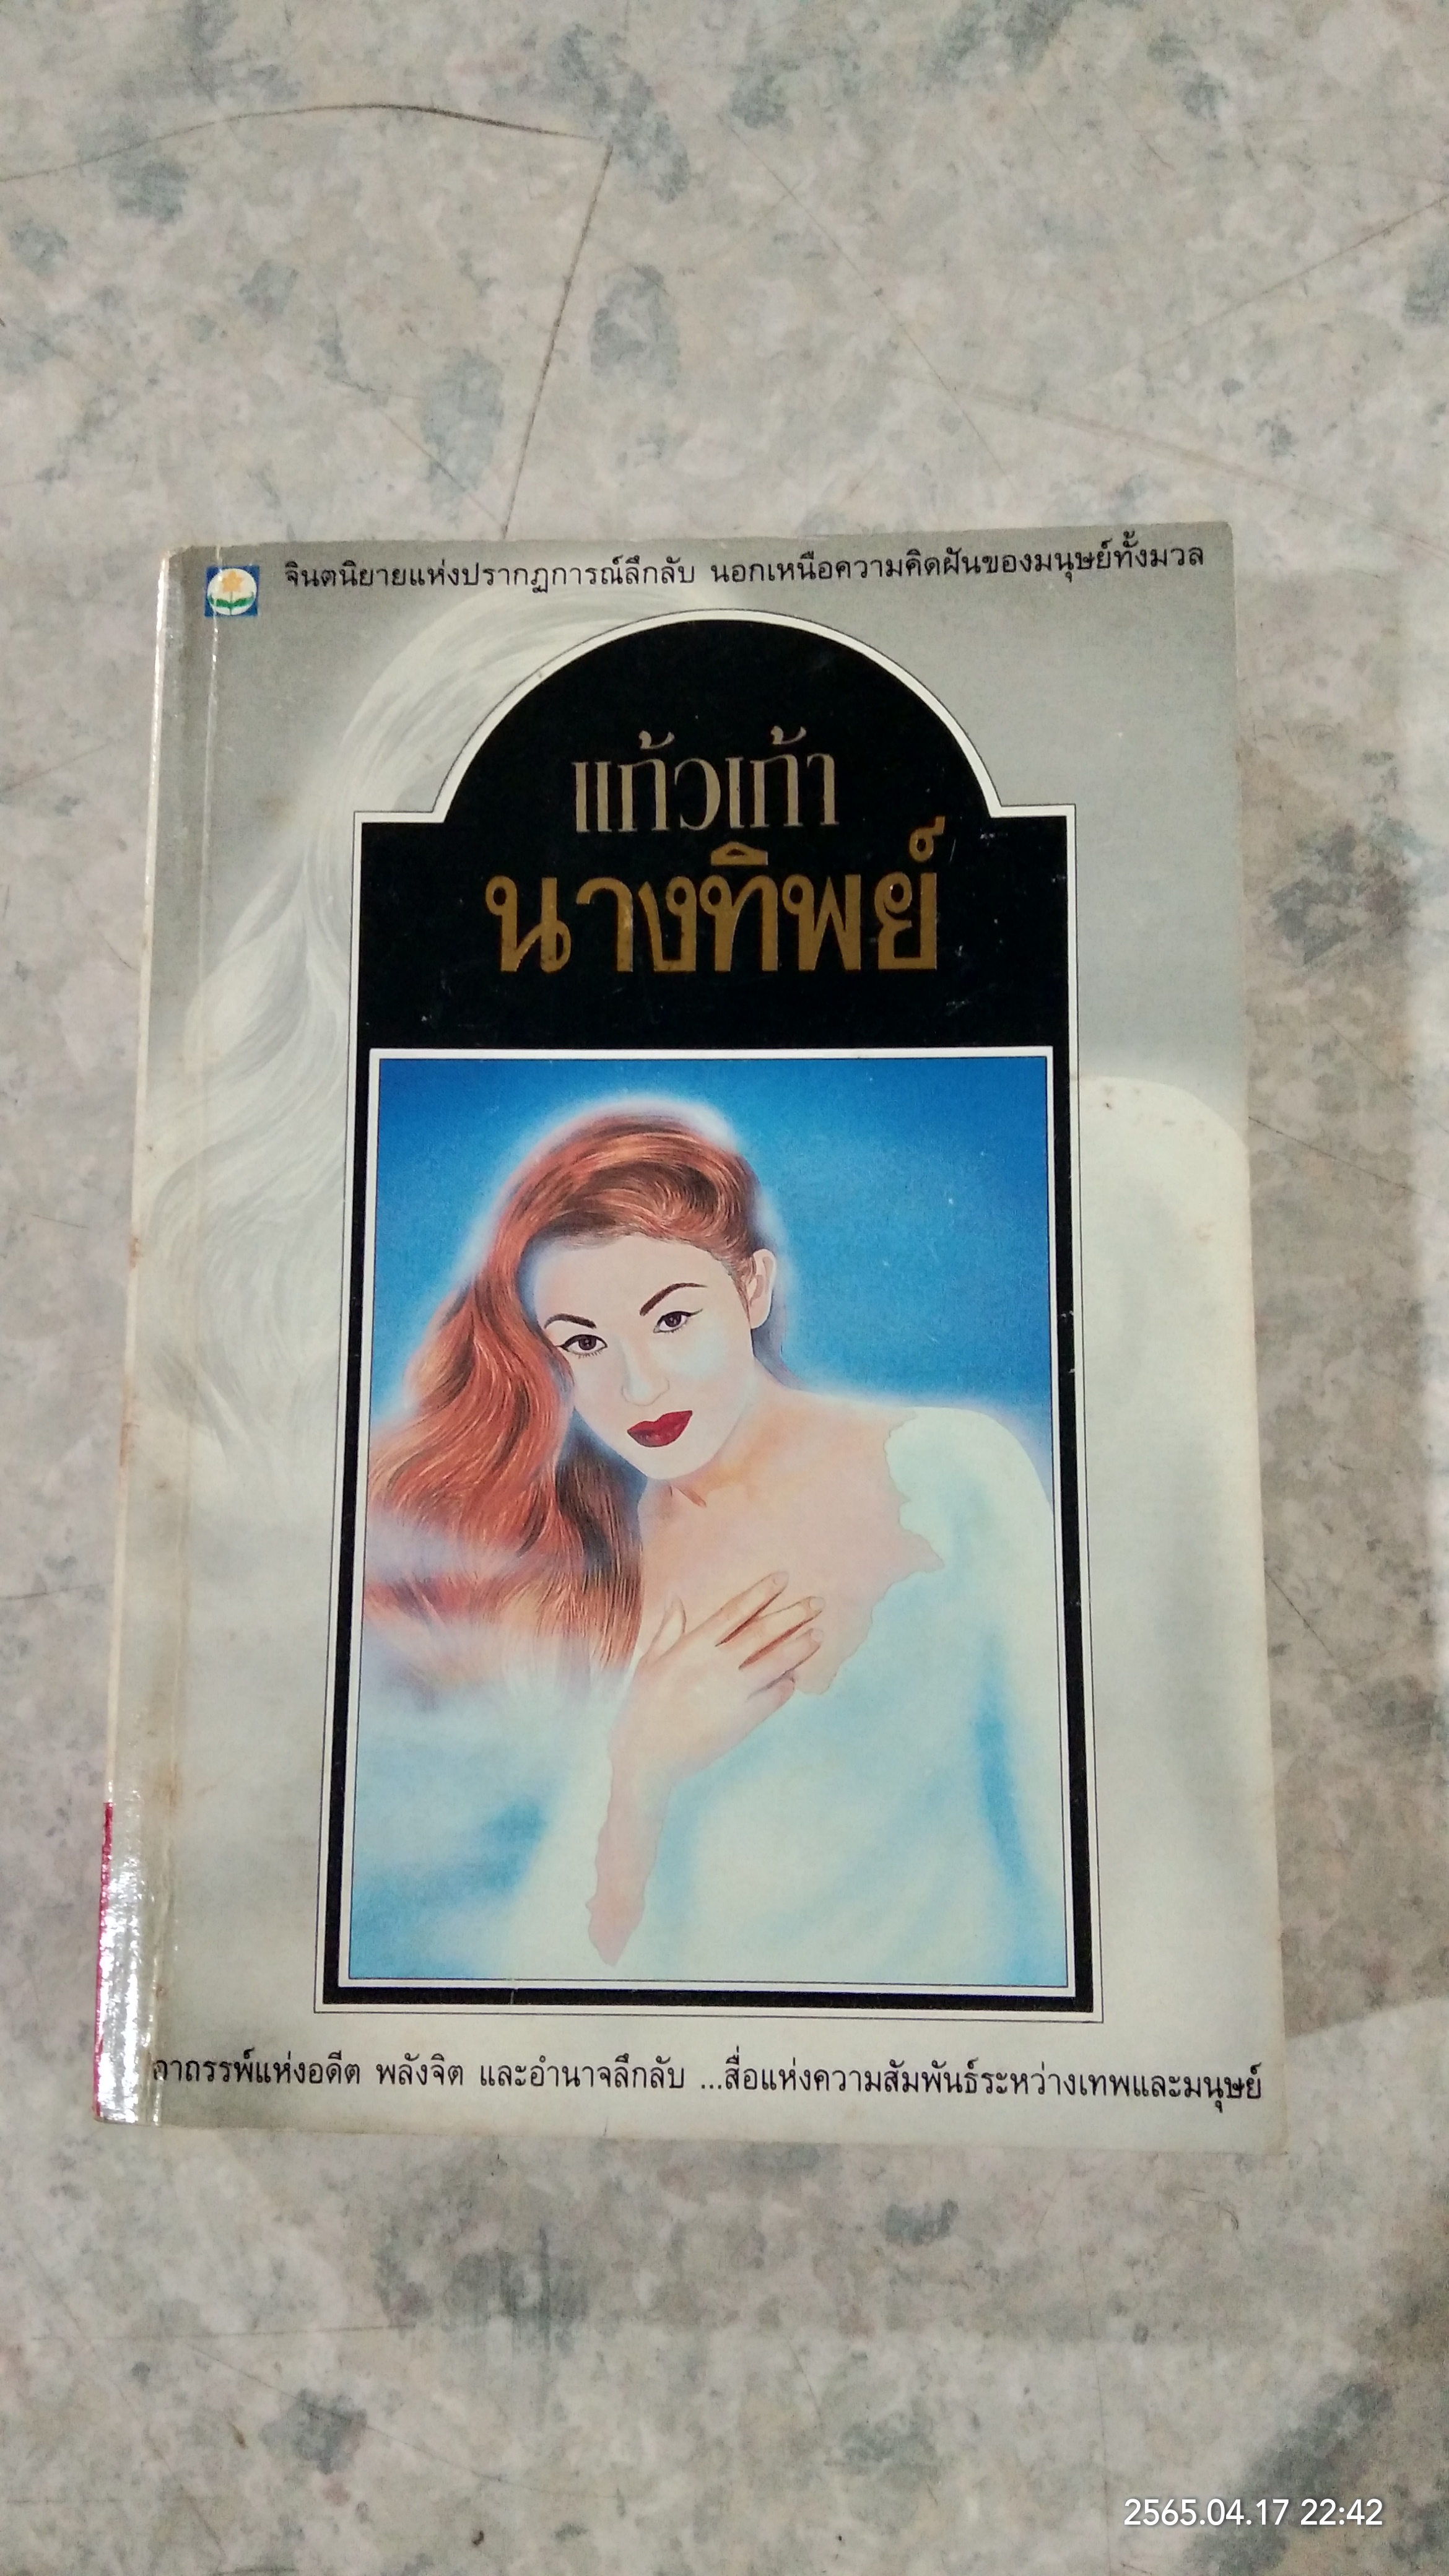 จินตนิยายแห่งปรากฏการณ์ลึกลับ นอกเหนือความคิดฝันของมนุษย์ทั้งมวล
แก้วเก้า
นางทิพย์
อาถรรพ์แห่งอดีต พลังจิต และอำนาจลึกลับ ...สื่อแห่งความสัมพันธ์ระหว่างเทพและมนุษย์
2565.04.17 22:42